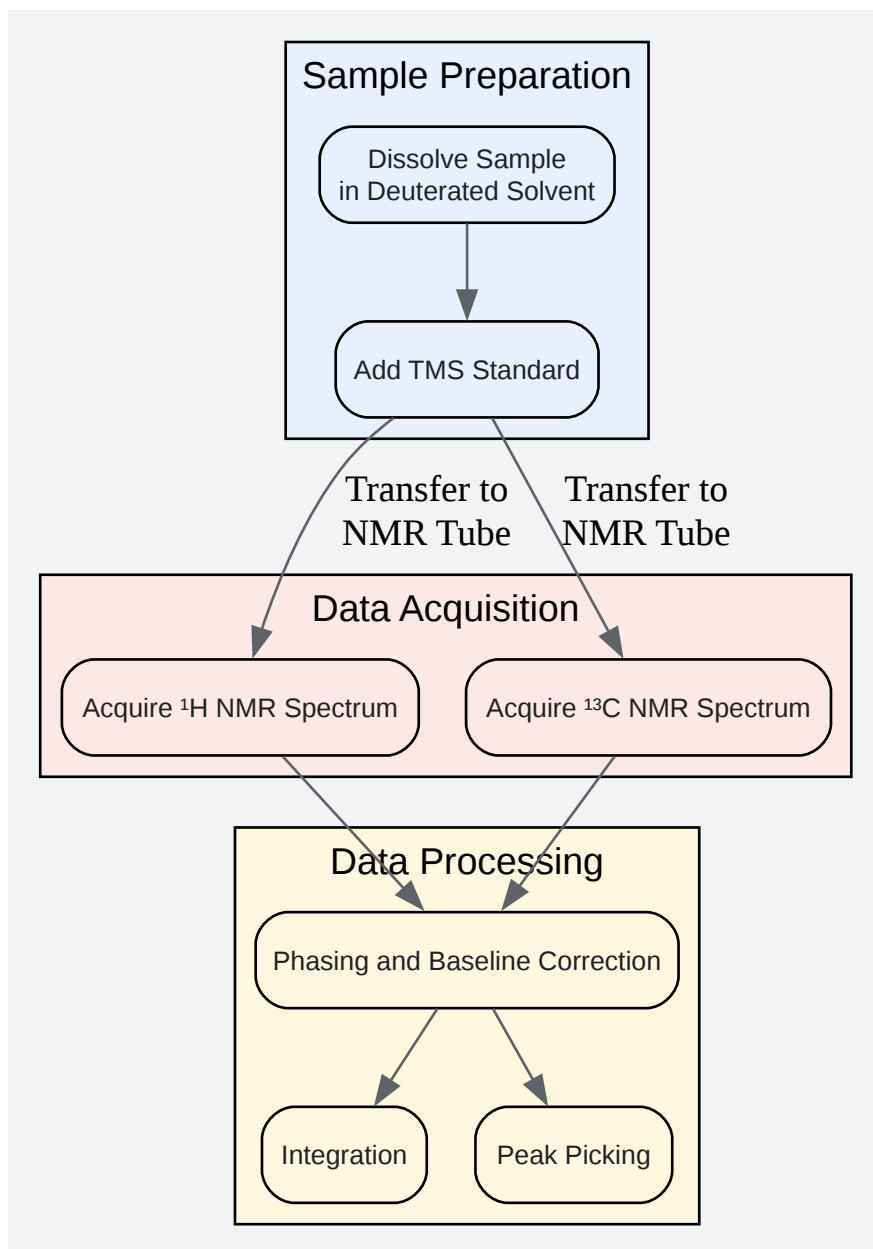 Sample Preparation
Dissolve Sample
in Deuterated Solvent
Add TMS Standard
Transfer to
NMR Tube
Transfer to
NMR Tube
Data Acquisition
Acquire ¹H NMR Spectrum
Acquire ¹³C NMR Spectrum
Data Processing
Phasing and Baseline Correction
Integration
Peak Picking